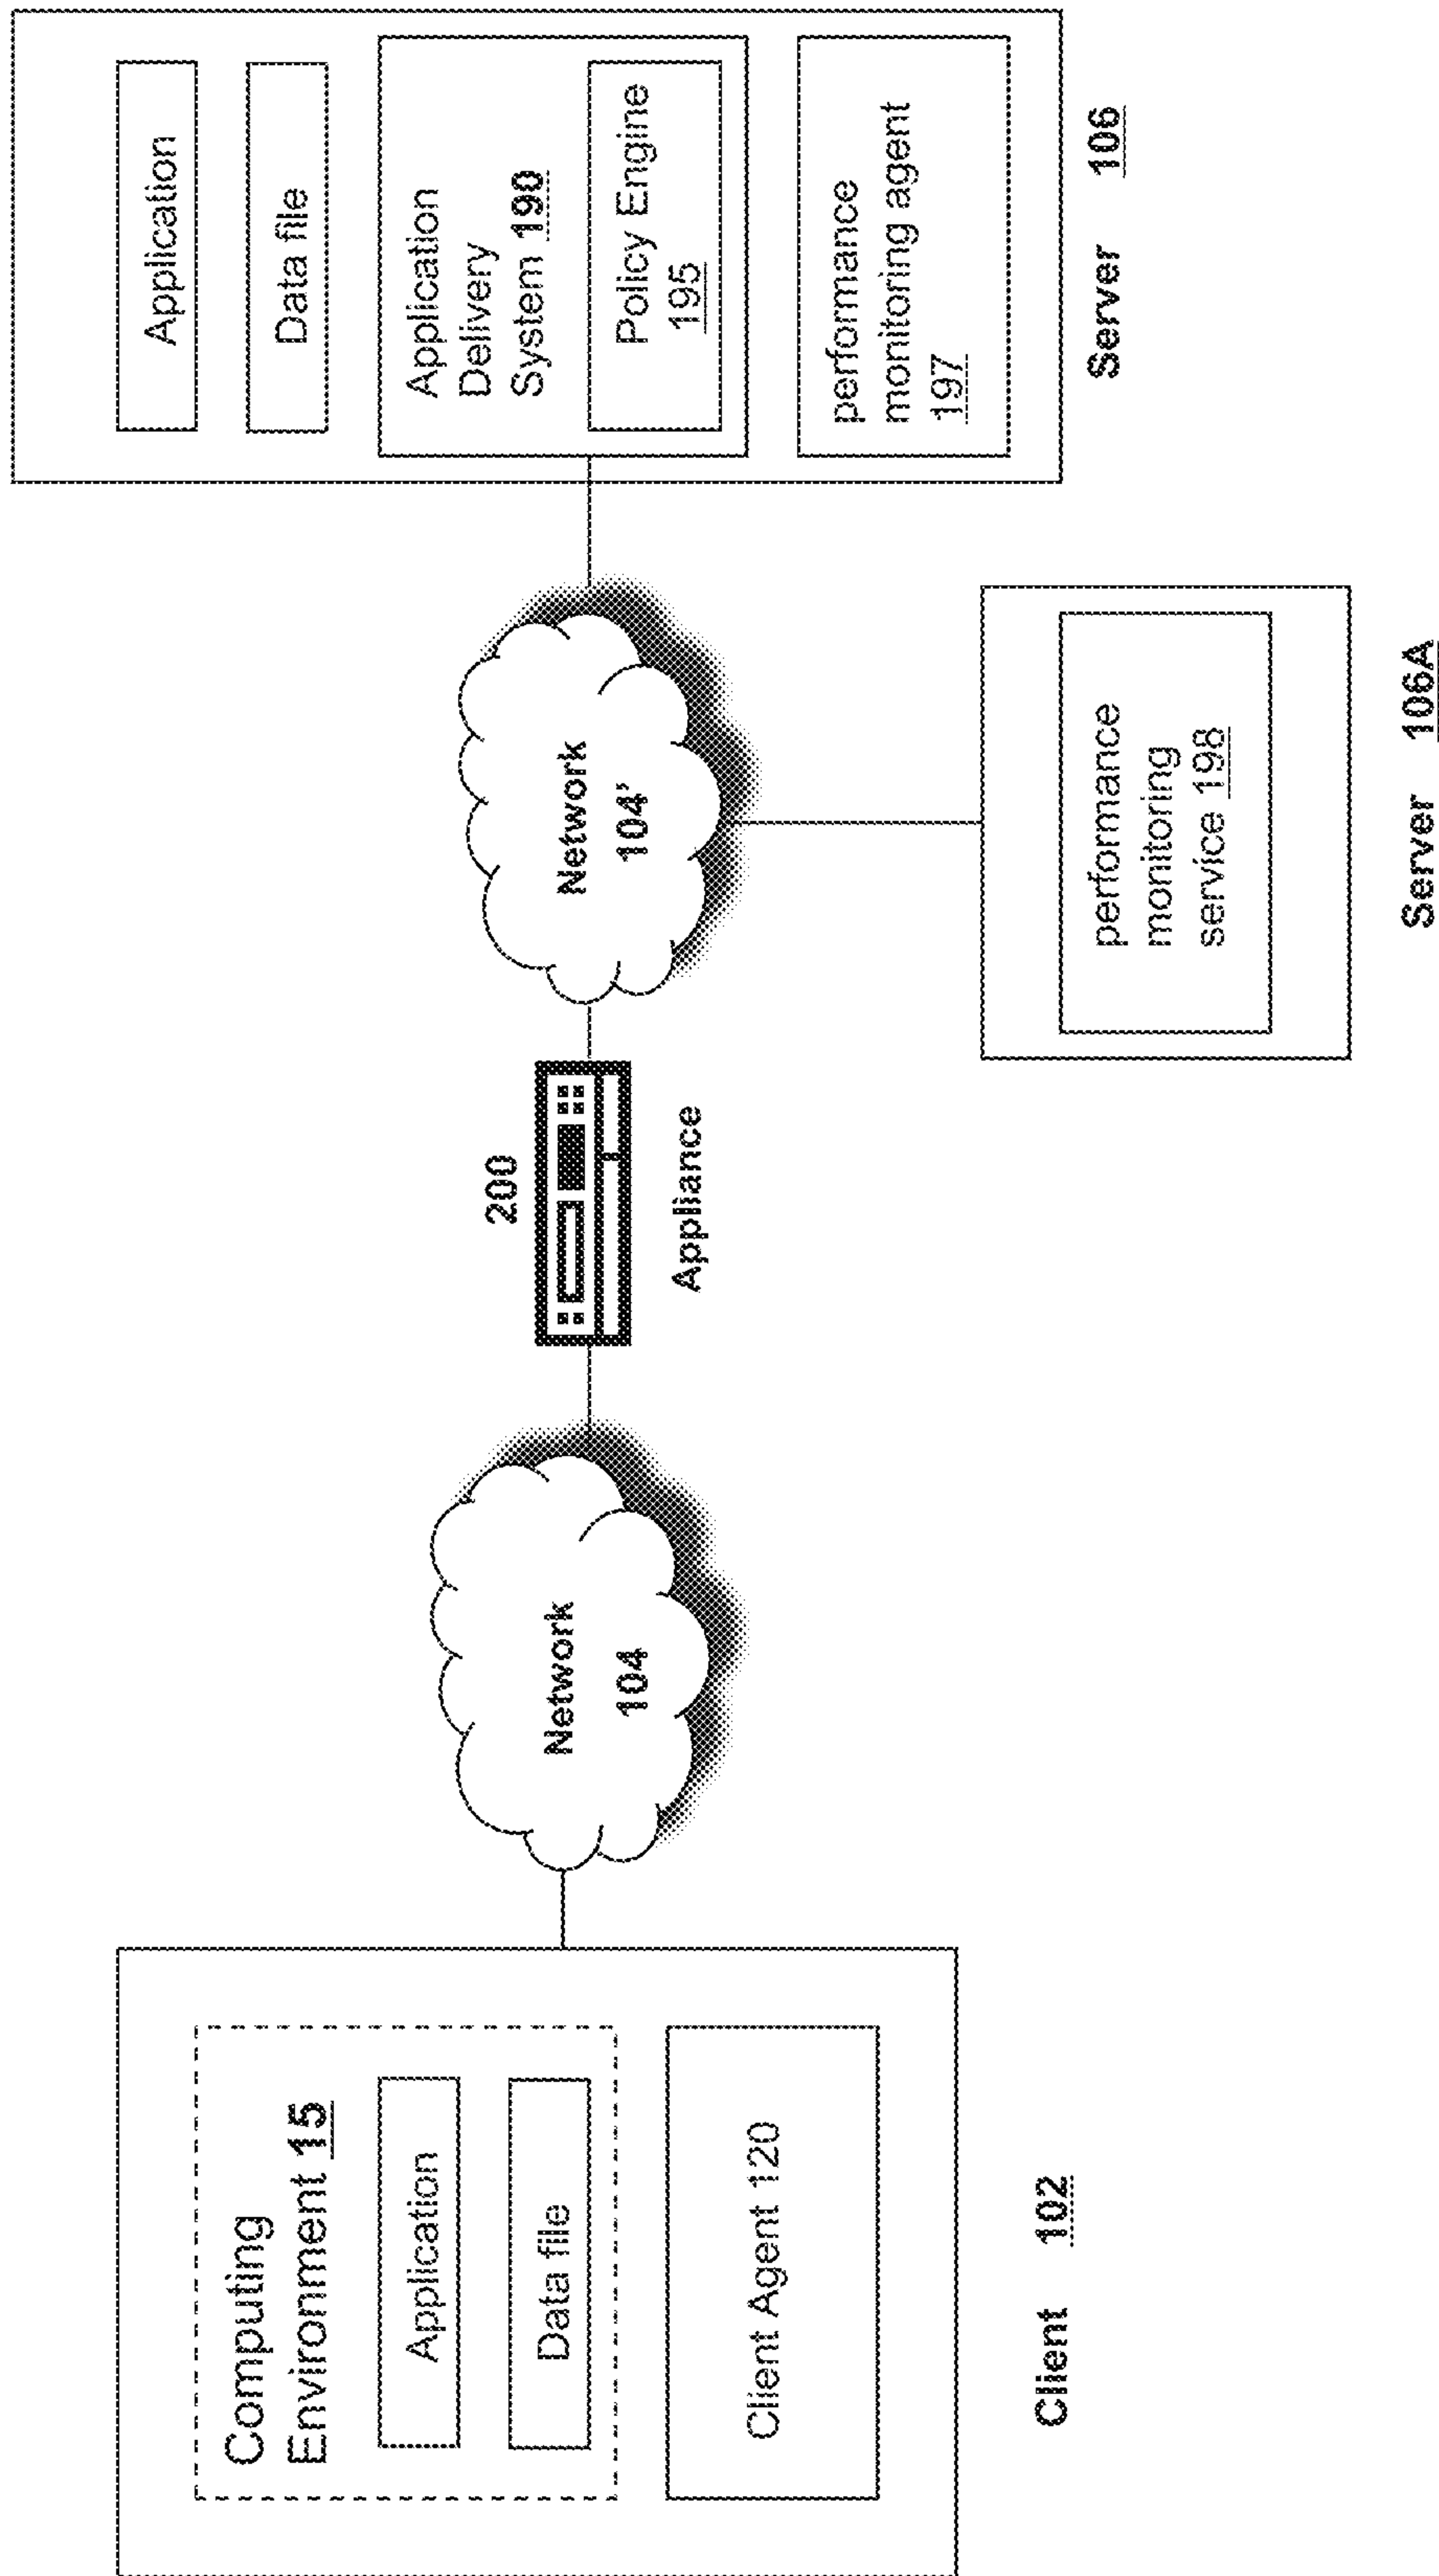 Computing
Environment 15
Application
Data file
Client Agent 120
Client 102
Network
104
200
Appliance
Network
104'
performance
monitoring
service 198
Server 106A
Application
Data file
Application
Delivery
System 190
Policy Engine
195
performance
monitoring agent
197
Server 106